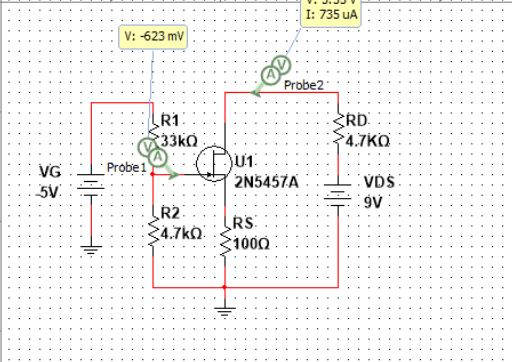 I: 735 uA
V: -623 mV
Probe2
R1
33kΩ
RD
4.7KΩ
Probe1
U1
2N5457A
VG
5V
VDS
9V
R2
4.7kΩ
RS
100Ω
V
A
V
A